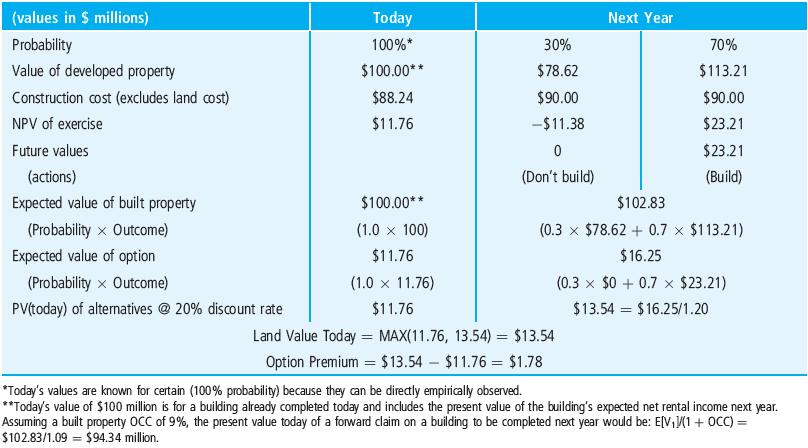 (values in $ millions) Today Next Year
Probability 100%* 30% 70%
Value of developed property $100.00** $78.62 $113.21
Construction cost (excludes land cost) $88.24 $90.00 $90.00
NPV of exercise $11.76 −$11.38 $23.21
Future values 0 $23.21
(actions) (Don't build) (Build)
Expected value of built property $100.00** $102.83
(Probability × Outcome) (1.0 × 100) (0.3 × $78.62 + 0.7 × $113.21)
Expected value of option $11.76 $16.25
(Probability × Outcome) (1.0 × 11.76) (0.3 × $0 + 0.7 × $23.21)
PV(today) of alternatives @ 20% discount rate $11.76 $13.54 = $16.25/1.20
Land Value Today = MAX(11.76, 13.54) = $13.54
Option Premium = $13.54 − $11.76 = $1.78
*Today's values are known for certain (100% probability) because they can be directly empirically observed.
**Today's value of $100 million is for a building already completed today and includes the present value of the building's expected net rental income next year.
Assuming a built property OCC of 9%, the present value today of a forward claim on a building to be completed next year would be: E[V₁]/(1 + OCC) =
$102.83/1.09 = $94.34 million.